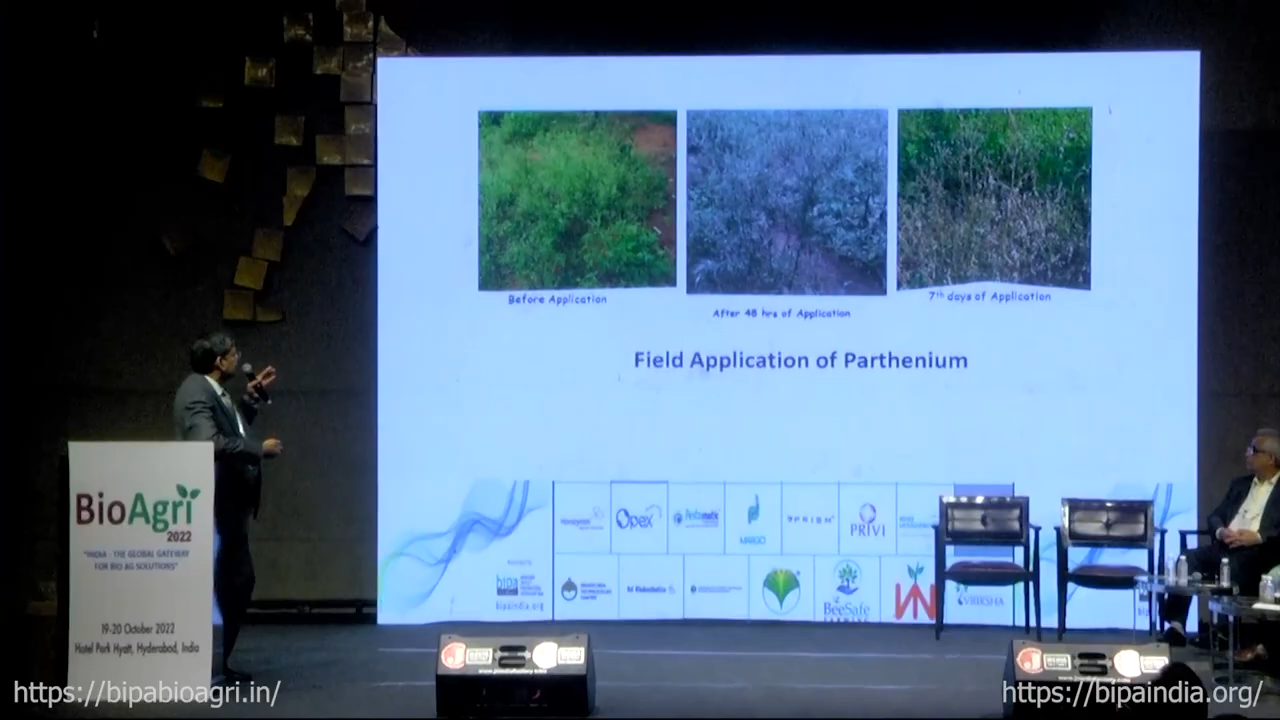 Before Application
After 48 hrs of Application
7th days of Application
Field Application of Parthenium
BioAgri
2022
"INDIA - THE GLOBAL GATEWAY
FOR BIO AG SOLUTIONS"
19-20 October 2022
Hotel Park Hyatt, Hyderabad, India
Opex
MARGO
PRISM
PRIVI
bipa
bipaindia.org
BeeSafe
VRIKSHA
https://bipabioagri.in/
https://bipaindia.org/